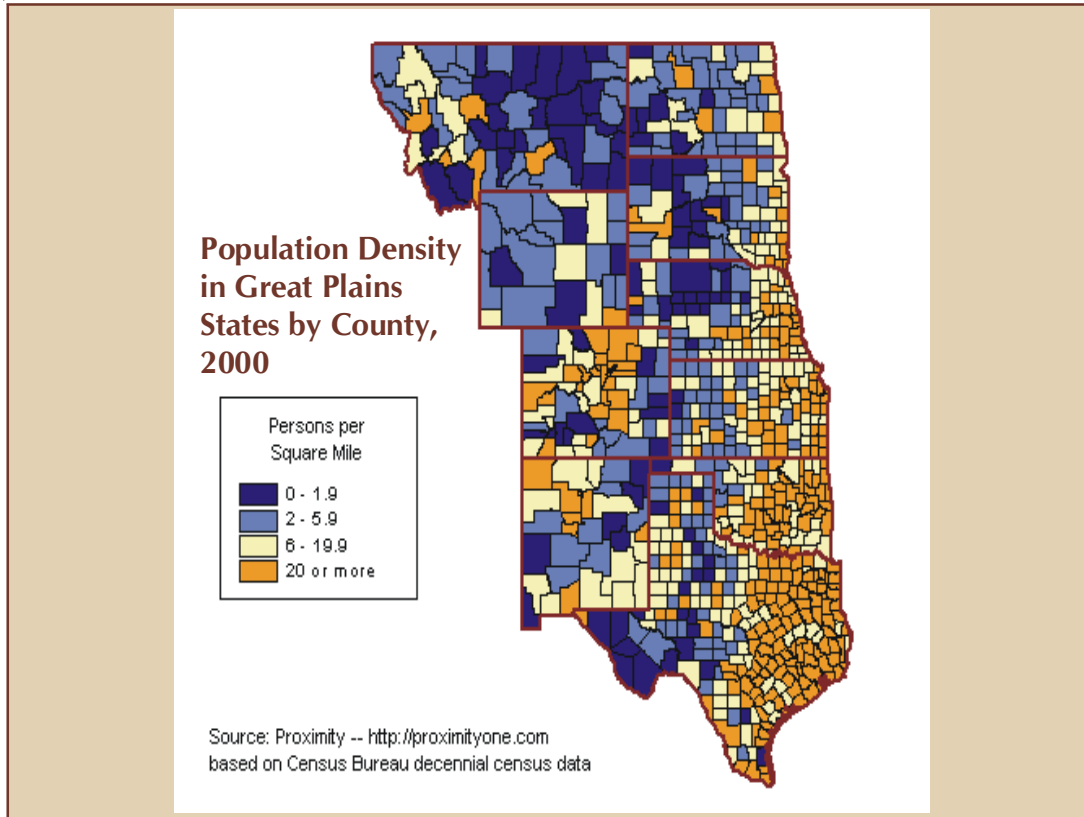 Population Density
in Great Plains
States by County,
2000
Persons per
Square Mile
0 - 1.9
2 - 5.9
6 - 19.9
20 or more
Source: Proximity -- http://proximityone.com
based on Census Bureau decennial census data